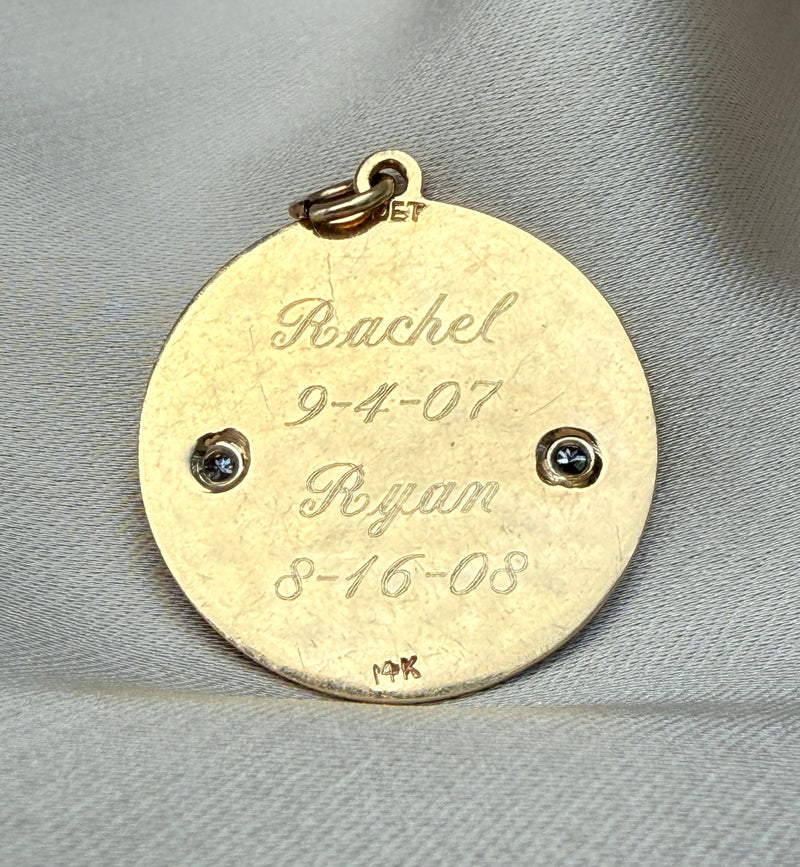 Rachel
9-4-07
Ryan
8-16-08
14K